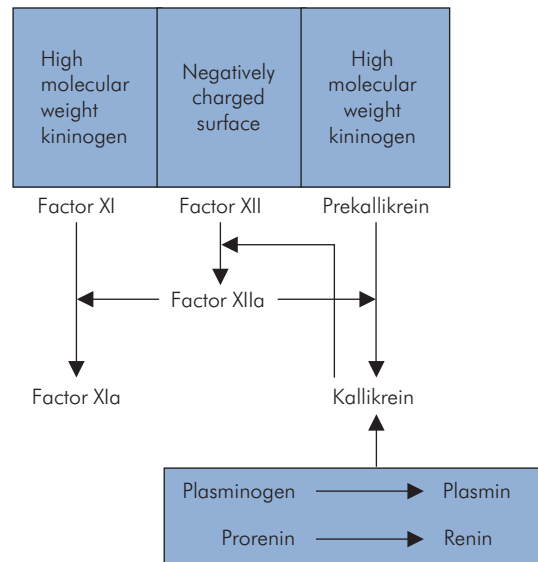 High
molecular
weight
kininogen
Negatively
charged
surface
High
molecular
weight
kininogen
Factor XI
Factor XII
Prekallikrein
Factor XIIa
Factor XIa
Kallikrein
Plasminogen
Plasmin
Prorenin
Renin